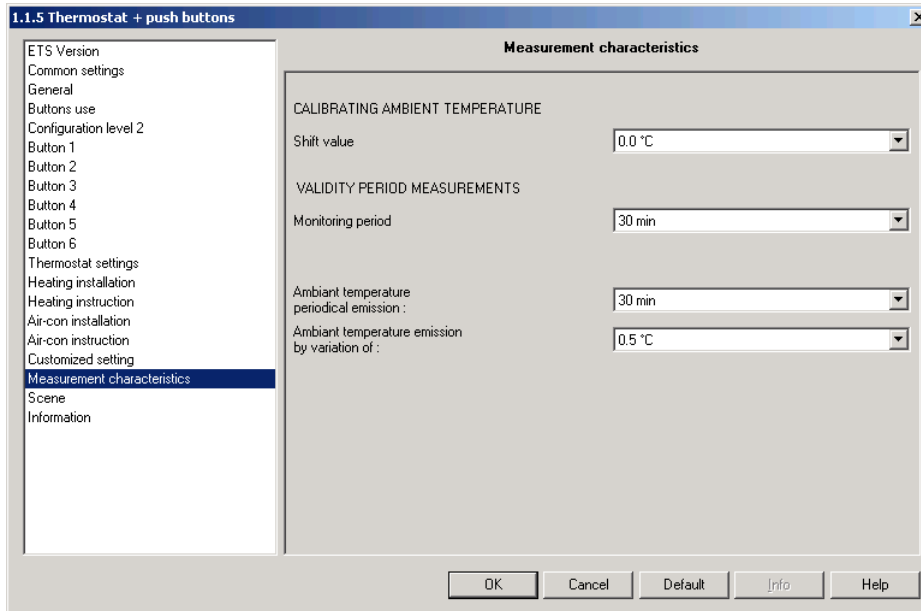 1.1.5 Thermostat + push buttons
ETS Version
Common settings
General
Buttons use
Configuration level 2
Button 1
Button 2
Button 3
Button 4
Button 5
Button 6
Thermostat settings
Heating installation
Heating instruction
Air-con installation
Air-con instruction
Customized setting
Measurement characteristics
Scene
Information
Measurement characteristics
CALIBRATING AMBIENT TEMPERATURE
Shift value
0.0 °C
VALIDITY PERIOD MEASUREMENTS
Monitoring period
30 min
Ambiant temperature
periodical emission :
30 min
Ambiant temperature emission
by variation of :
0.5 °C
OK
Cancel
Default
Info
Help